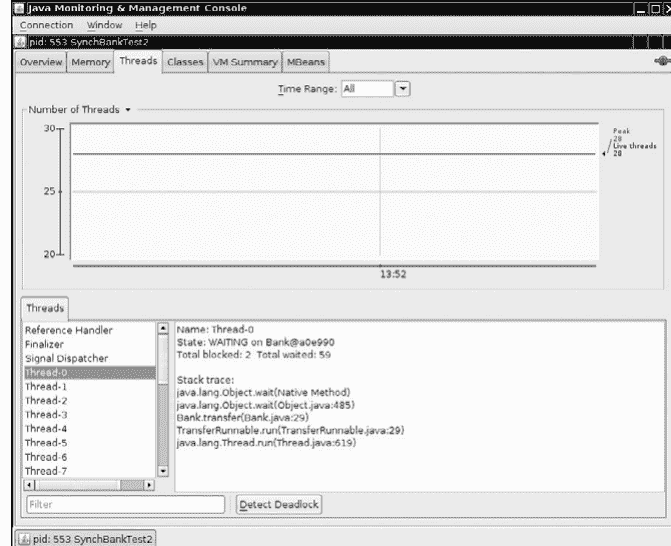 Java Monitoring & Management Console
Connection Window Help
pid: 553 SynchBankTest2
Overview Memory Threads Classes VM Summary MBeans
Time Range: All
Number of Threads
30
25
20
Peak
28
Live threads
28
13:52
Threads
Reference Handler
Finalizer
Signal Dispatcher
Thread-0
Thread-1
Thread-2
Thread-3
Thread-4
Thread-5
Thread-6
Thread-7
Name: Thread-0
State: WAITING on Bank@a0e990
Total blocked: 2 Total waited: 59
Stack trace:
java.lang.Object.wait(Native Method)
java.lang.Object.wait(Object.java:485)
Bank.transfer(Bank.java:29)
TransferRunnable.run(TransferRunnable.java:29)
java.lang.Thread.run(Thread.java:619)
Filter
Detect Deadlock
pid: 553 SynchBankTest2